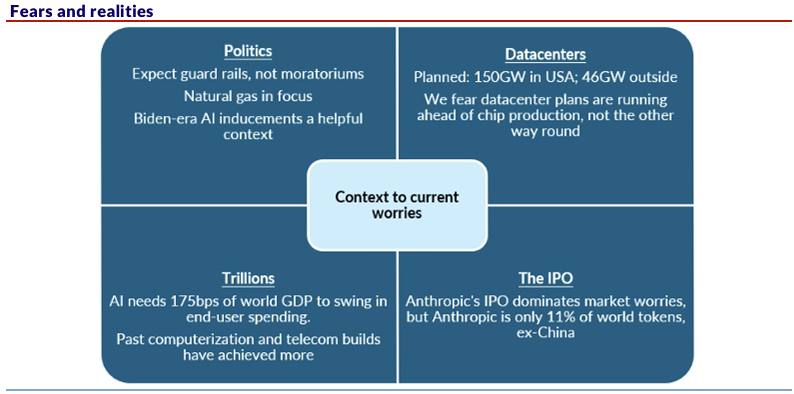 Fears and realities
Politics
Expect guard rails, not moratoriums
Natural gas in focus
Biden-era AI inducements a helpful
context
Datacenters
Planned: 150GW in USA; 46GW outside
We fear datacenter plans are running
ahead of chip production, not the other
way round
Context to current
worries
Trillions
AI needs 175bps of world GDP to swing in
end-user spending.
Past computerization and telecom builds
have achieved more
The IPO
Anthropic's IPO dominates market worries,
but Anthropic is only 11% of world tokens,
ex-China